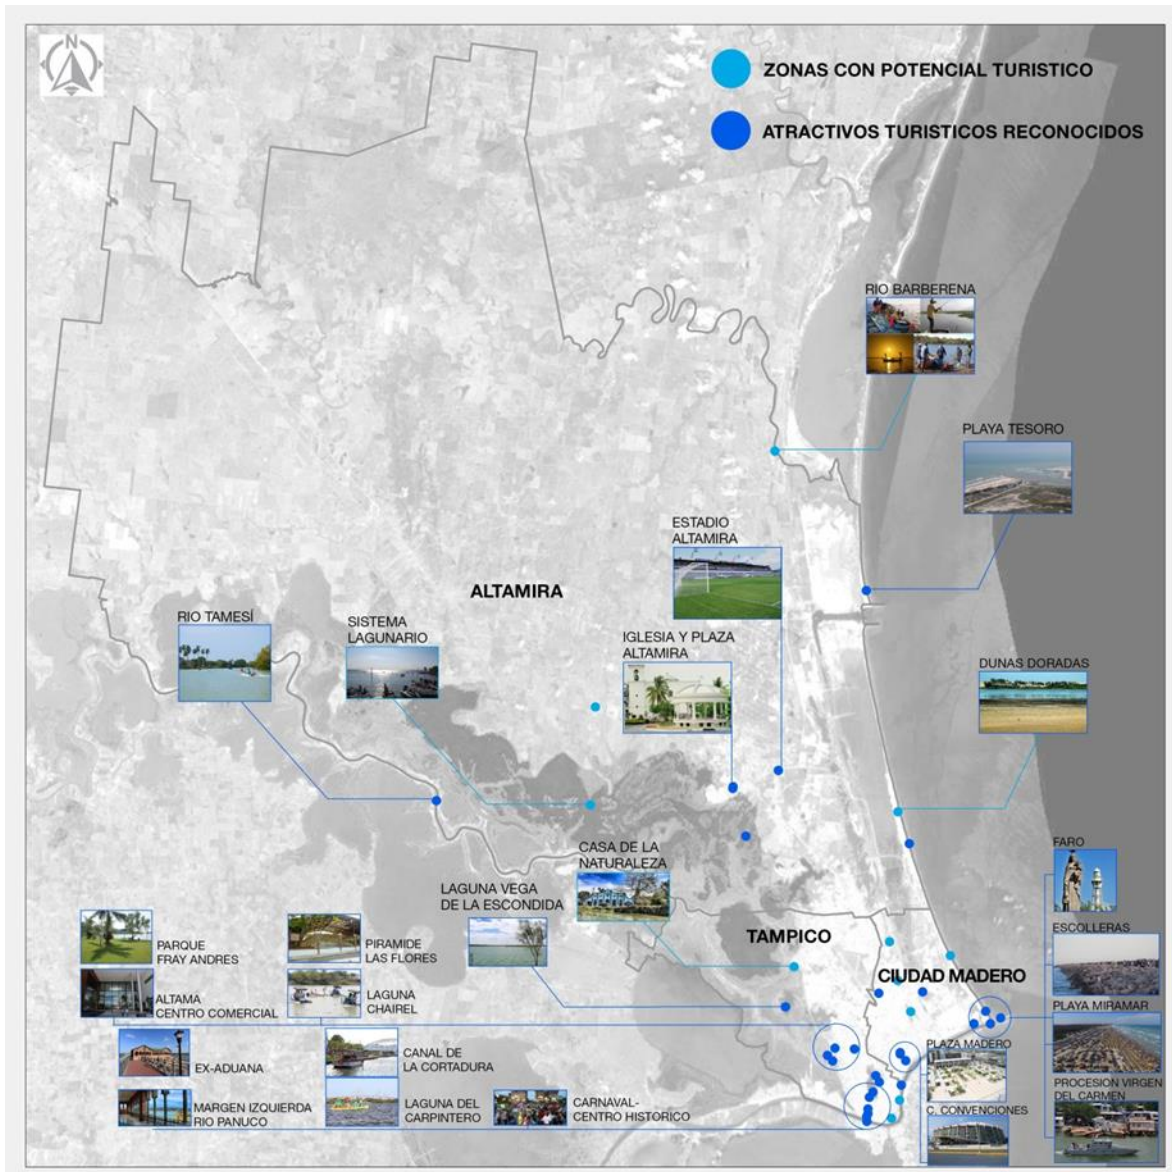 N
ZONAS CON POTENCIAL TURISTICO
ATRACTIVOS TURISTICOS RECONOCIDOS
RIO BARBERENA
PLAYA TESORO
ESTADIO
ALTAMIRA
ALTAMIRA
RIO TAMESÍ
SISTEMA
LAGUNARIO
IGLESIA Y PLAZA
ALTAMIRA
DUNAS DORADAS
CASA DE LA
NATURALEZA
FARO
LAGUNA VEGA
DE LA ESCONDIDA
TAMPICO
CIUDAD MADERO
ESCOLLERAS
PARQUE
FRAY ANDRES
PIRAMIDE
LAS FLORES
ALTAMA
CENTRO COMERCIAL
LAGUNA
CHAIREL
PLAYA MIRAMAR
PLAZA MADERO
EX-ADUANA
CANAL DE
LA CORTADURA
PROCESION VIRGEN
DEL CARMEN
MARGEN IZQUIERDA
RIO PANUCO
LAGUNA DEL
CARPINTERO
CARNAVAL-
CENTRO HISTORICO
C. CONVENCIONES